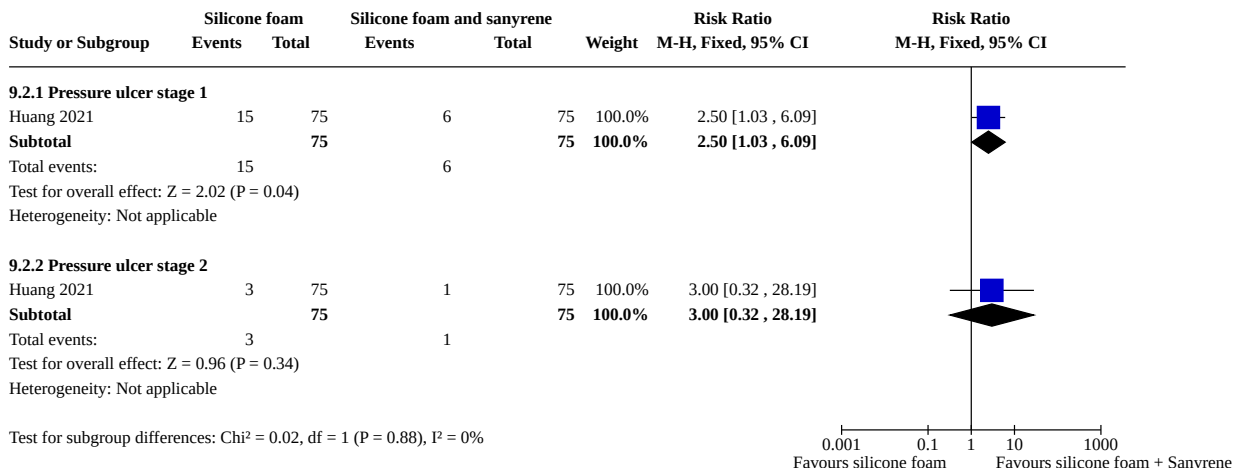 Silicone foam Silicone foam and sanyrene Risk Ratio Risk Ratio
Study or Subgroup Events Total Events Total Weight M-H, Fixed, 95% CI M-H, Fixed, 95% CI
9.2.1 Pressure ulcer stage 1
Huang 2021 15 75 6 75 100.0% 2.50 [1.03 , 6.09]
Subtotal 75 75 100.0% 2.50 [1.03 , 6.09]
Total events: 15 6
Test for overall effect: Z = 2.02 (P = 0.04)
Heterogeneity: Not applicable
9.2.2 Pressure ulcer stage 2
Huang 2021 3 75 1 75 100.0% 3.00 [0.32 , 28.19]
Subtotal 75 75 100.0% 3.00 [0.32 , 28.19]
Total events: 3 1
Test for overall effect: Z = 0.96 (P = 0.34)
Heterogeneity: Not applicable
Test for subgroup differences: Chi² = 0.02, df = 1 (P = 0.88), I² = 0%
0.001 0.1 1 10 1000
Favours silicone foam Favours silicone foam + Sanyrene